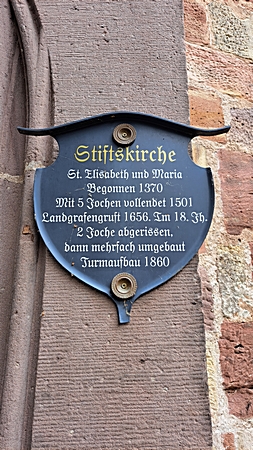 Stiftskirche
St. Elisabeth und Maria
Begonnen 1370
Mit 5 Jochen vollendet 1501
Landgrafengruft 1656. Im 18. Jh.
2 Joche abgerissen,
dann mehrfach umgebaut
Turmaufbau 1860